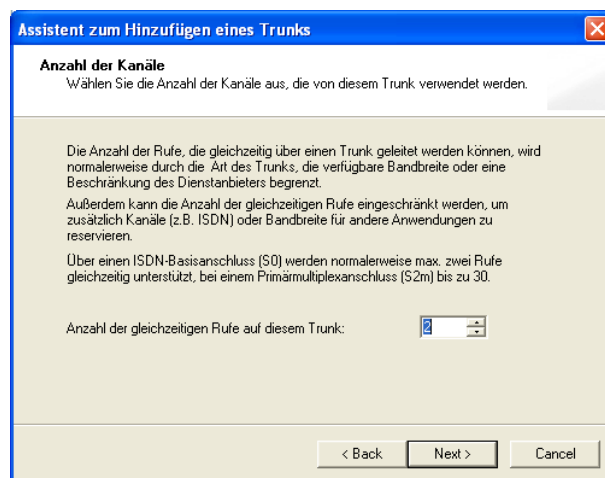 Assistent zum Hinzufügen eines Trunks
Anzahl der Kanäle
Wählen Sie die Anzahl der Kanäle aus, die von diesem Trunk verwendet werden.
Die Anzahl der Rufe, die gleichzeitig über einen Trunk geleitet werden können, wird
normalerweise durch die Art des Trunks, die verfügbare Bandbreite oder eine
Beschränkung des Dienstanbieters begrenzt.
Außerdem kann die Anzahl der gleichzeitigen Rufe eingeschränkt werden, um
zusätzlich Kanäle (z.B. ISDN) oder Bandbreite für andere Anwendungen zu
reservieren.
Über einen ISDN-Basisanschluss (S0) werden normalerweise max. zwei Rufe
gleichzeitig unterstützt, bei einem Primärmultiplexanschluss (S2m) bis zu 30.
Anzahl der gleichzeitigen Rufe auf diesem Trunk: 2
< Back Next > Cancel